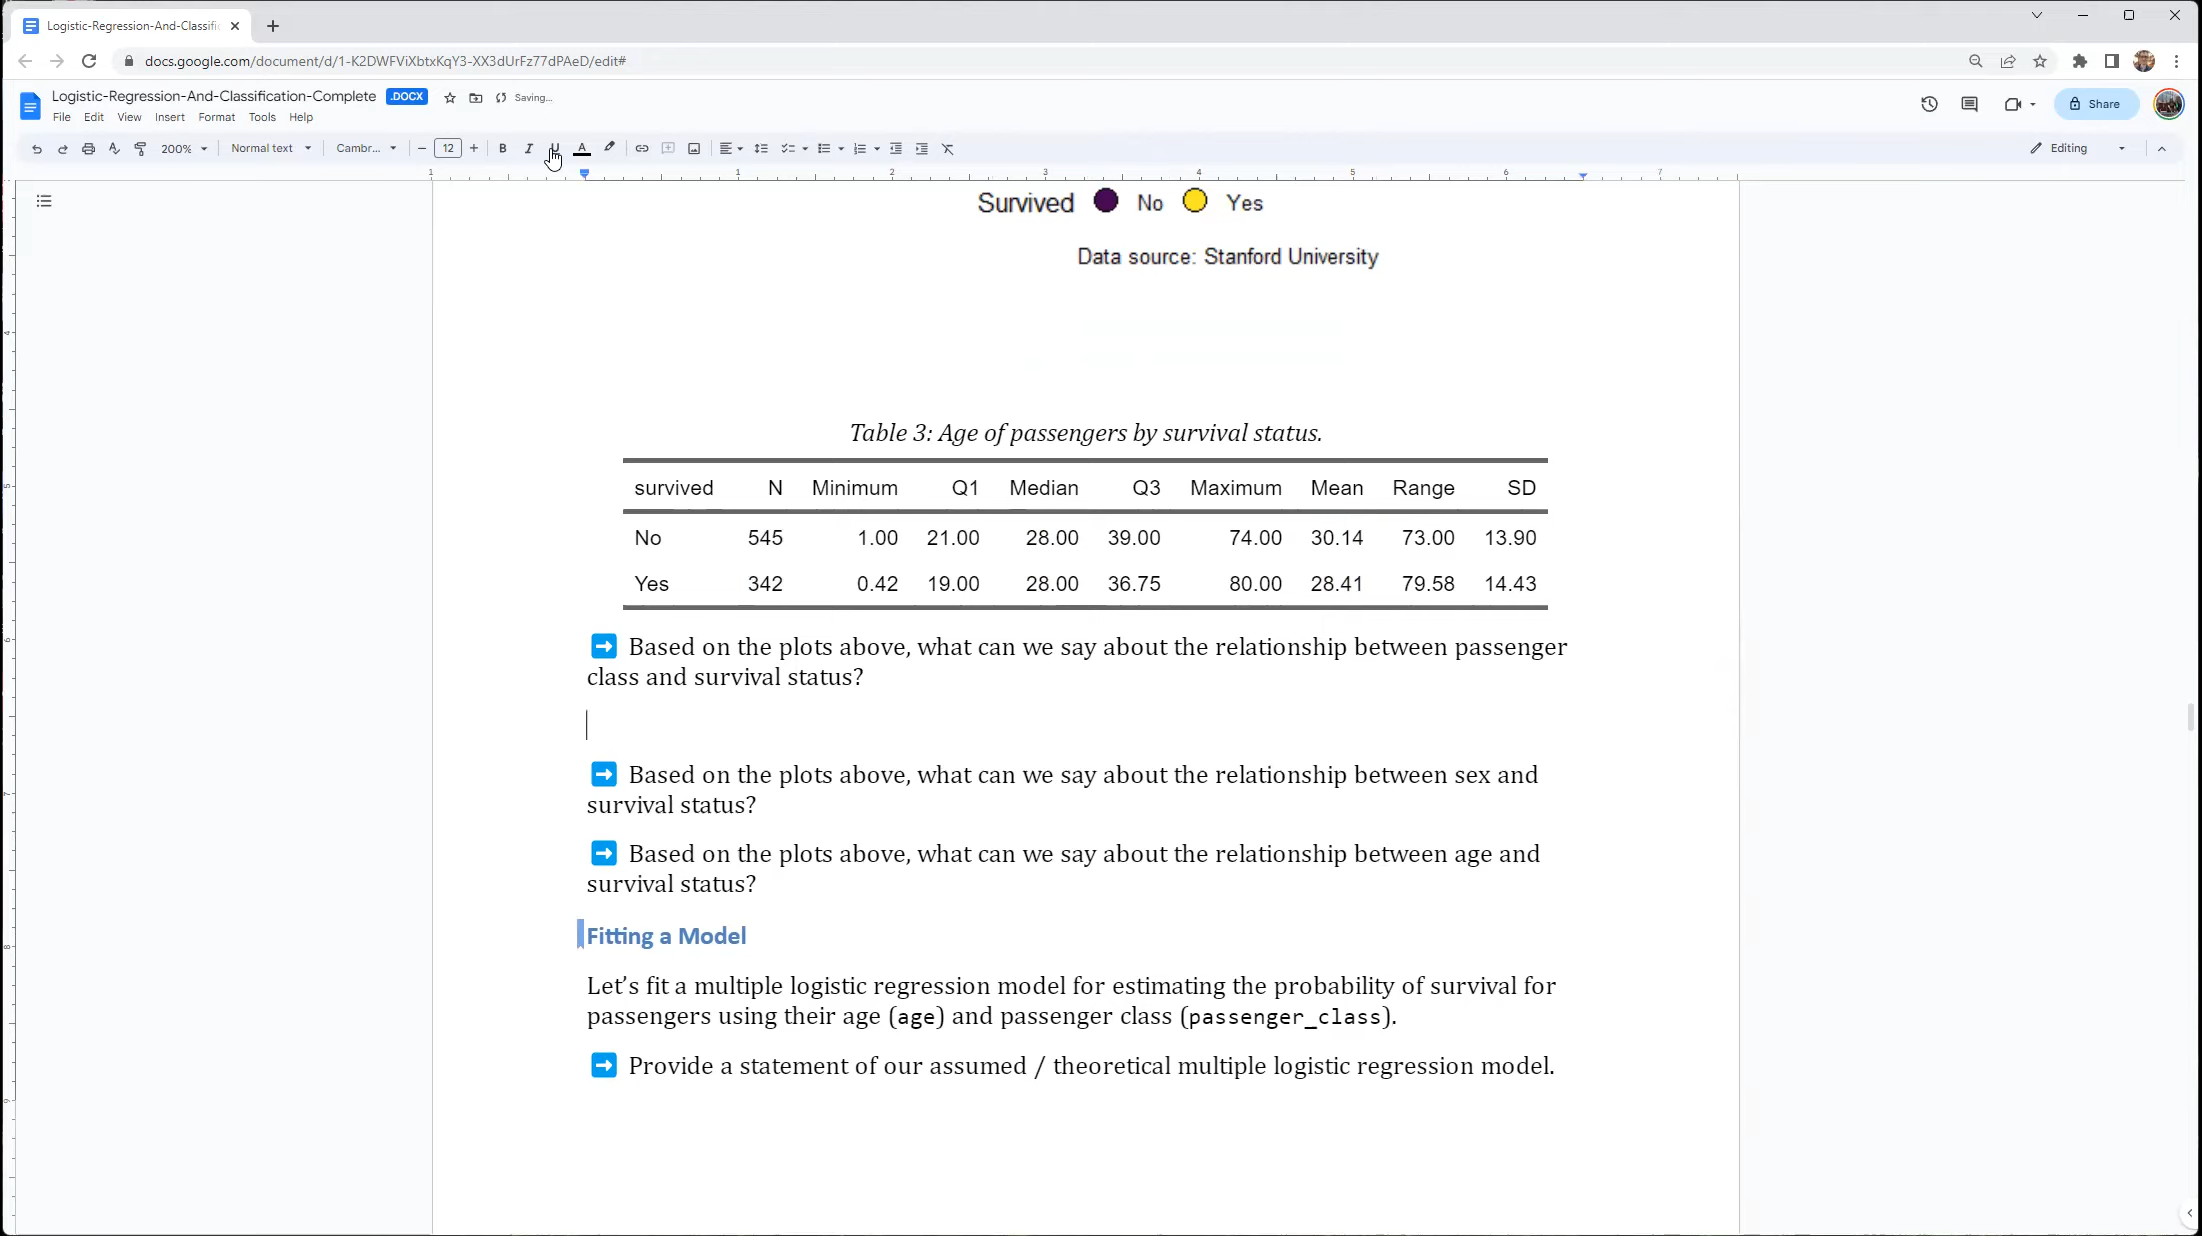 Logistic-Regression-And-Classific
docs.google.com/document/d/1-K2DWFViXbtxKqY3-XX3dUrFz77dPAeD/edit#
Logistic-Regression-And-Classification-Complete .DOCX Saving...
Share
File Edit View Insert Format Tools Help
200% Normal text Cambr... 12 B I U A Editing
1 1 2 3 4 5 6 7
Survived No Yes
Data source: Stanford University
Table 3: Age of passengers by survival status.
survived N Minimum Q1 Median Q3 Maximum Mean Range SD
No 545 1.00 21.00 28.00 39.00 74.00 30.14 73.00 13.90
Yes 342 0.42 19.00 28.00 36.75 80.00 28.41 79.58 14.43
➡ Based on the plots above, what can we say about the relationship between passenger
class and survival status?
➡ Based on the plots above, what can we say about the relationship between sex and
survival status?
➡ Based on the plots above, what can we say about the relationship between age and
survival status?
Fitting a Model
Let's fit a multiple logistic regression model for estimating the probability of survival for
passengers using their age (age) and passenger class (passenger_class).
➡ Provide a statement of our assumed / theoretical multiple logistic regression model.